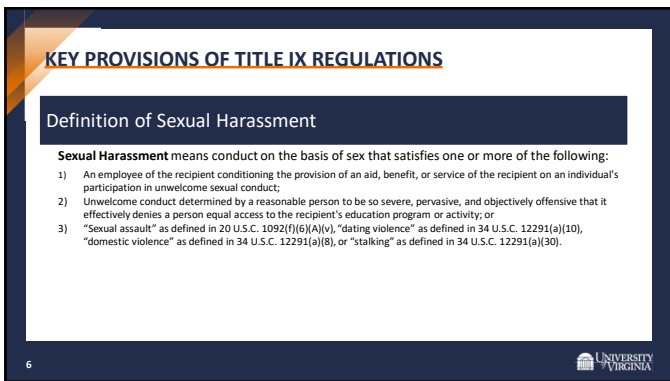 KEY PROVISIONS OF TITLE IX REGULATIONS
Definition of Sexual Harassment
Sexual Harassment means conduct on the basis of sex that satisfies one or more of the following:
1) An employee of the recipient conditioning the provision of an aid, benefit, or service of the recipient on an individual's
participation in unwelcome sexual conduct;
2) Unwelcome conduct determined by a reasonable person to be so severe, pervasive, and objectively offensive that it
effectively denies a person equal access to the recipient's education program or activity; or
3) “Sexual assault” as defined in 20 U.S.C. 1092(f)(6)(A)(v), “dating violence” as defined in 34 U.S.C. 12291(a)(10),
“domestic violence” as defined in 34 U.S.C. 12291(a)(8), or “stalking” as defined in 34 U.S.C. 12291(a)(30).
6
UNIVERSITY
of VIRGINIA